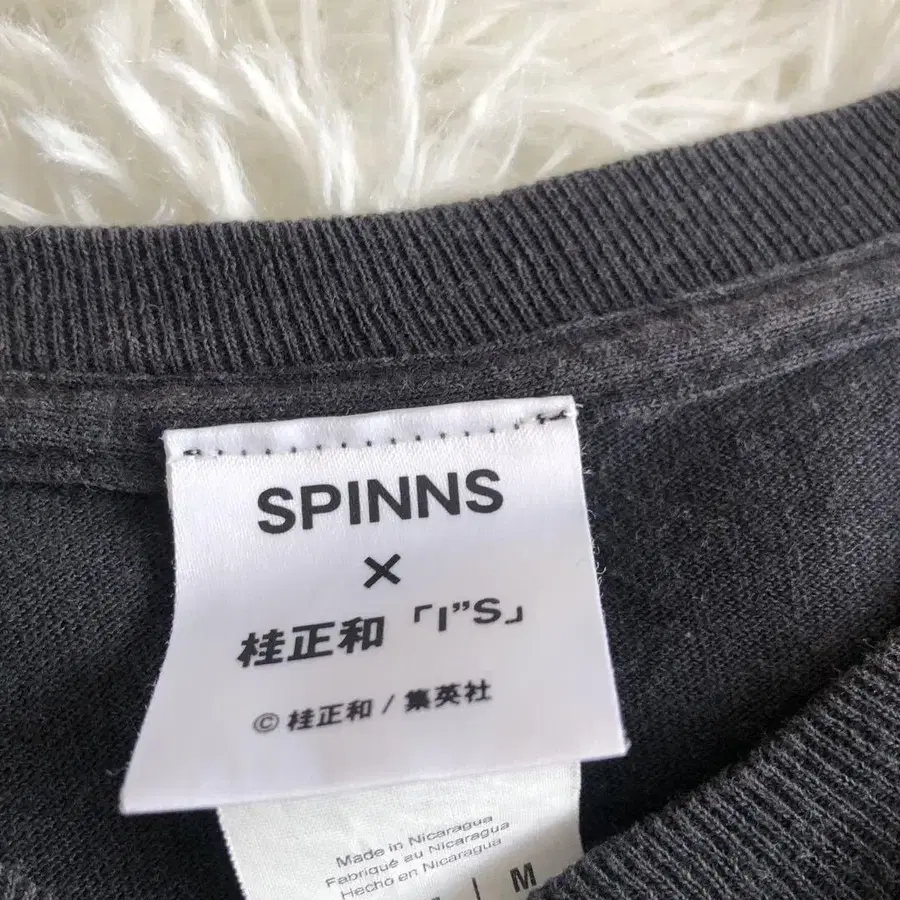 SPINNS
×
桂正和「I”S」
© 桂正和 / 集英社
Made in Nicaragua
Fabriqué au Nicaragua
Hecho en Nicaragua
| M